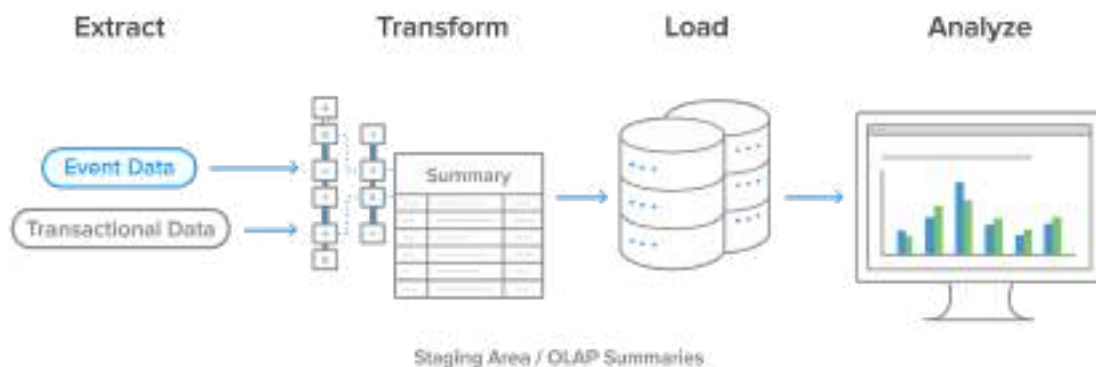 Extract
Transform
Load
Analyze
Event Data
Transactional Data
Summary
Staging Area / OLAP Summaries